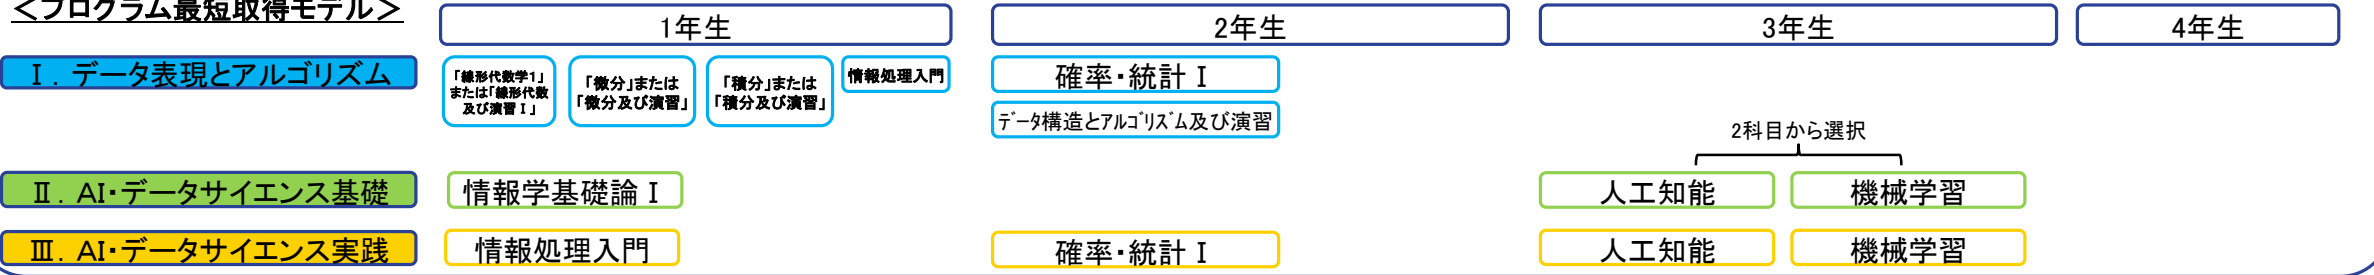 ＜プログラム最短取得モデル＞
1年生
2年生
3年生
4年生
Ⅰ．データ表現とアルゴリズム
「線形代数学1」
または「線形代数
及び演習Ⅰ」
「微分」または
「微分及び演習」
「積分」または
「積分及び演習」
情報処理入門
確率・統計Ⅰ
ﾃﾞｰﾀ構造とｱﾙｺﾞﾘｽﾞﾑ及び演習
2科目から選択
Ⅱ．AI・データサイエンス基礎
情報学基礎論Ⅰ
人工知能
機械学習
Ⅲ．AI・データサイエンス実践
情報処理入門
確率・統計Ⅰ
人工知能
機械学習